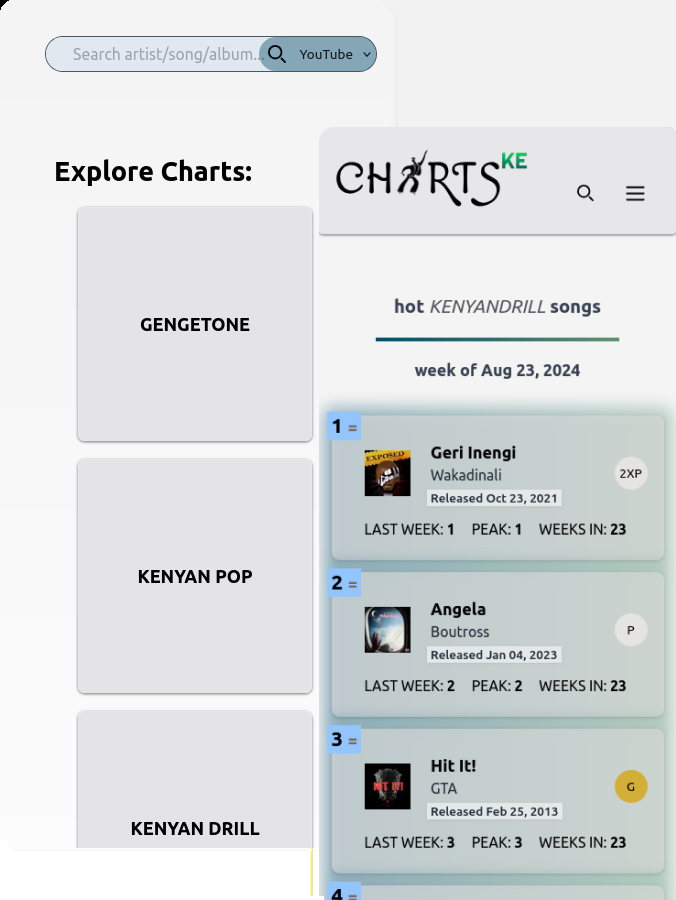 Search artist/song/album...
YouTube
Explore Charts:
GENGETONE
KENYAN POP
KENYAN DRILL
CHARTS KE
hot KENYANDRILL songs
week of Aug 23, 2024
1 =
EXPOSED
Geri Inengi
Wakadinali
Released Oct 23, 2021
2XP
LAST WEEK: 1 PEAK: 1 WEEKS IN: 23
2 =
Angela
Boutross
Released Jan 04, 2023
P
LAST WEEK: 2 PEAK: 2 WEEKS IN: 23
3 =
HIT IT!
Hit It!
GTA
Released Feb 25, 2013
G
LAST WEEK: 3 PEAK: 3 WEEKS IN: 23
4 =